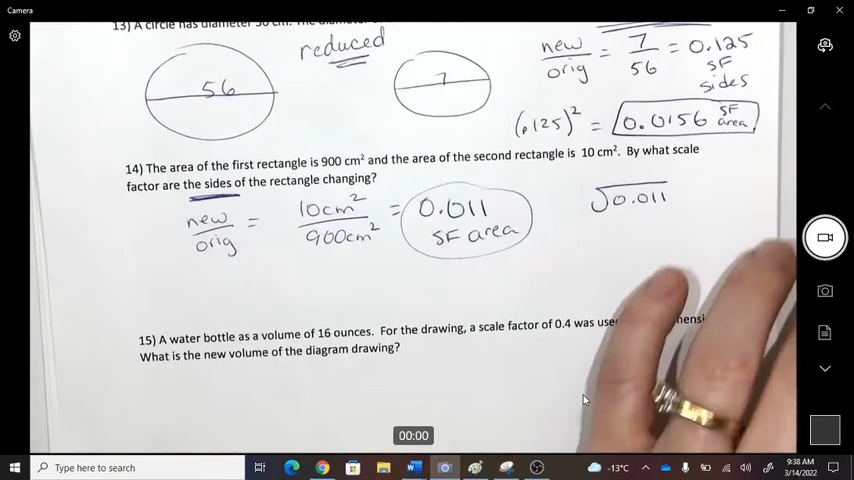 Camera
13) A circle has diameter 56 cm. The diameter
reduced
56
7
new/orig = 7/56 = 0.125
SF
sides
(.125)² = 0.0156 SF area
14) The area of the first rectangle is 900 cm² and the area of the second rectangle is 10 cm². By what scale
factor are the sides of the rectangle changing?
new/orig = 10cm²/900cm² = 0.011
SF area
√0.011
15) A water bottle as a volume of 16 ounces. For the drawing, a scale factor of 0.4 was
What is the new volume of the diagram drawing?
00:00
Type here to search
-13°C
9:38 AM
3/14/2022